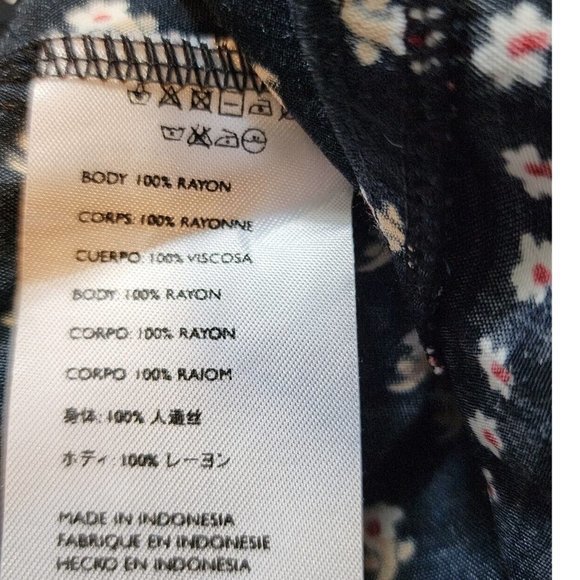 BODY 100% RAYON
CORPS: 100% RAYONNE
CUERPO: 100% VISCOSA
BODY: 100% RAYON
CORPO: 100% RAYON
CORPO 100% RAIOM
身体: 100% 人造丝
ホディ: 100% レーヨン
MADE IN INDONESIA
FABRIQUE EN INDONESIE
HECKO EN INDONESIA